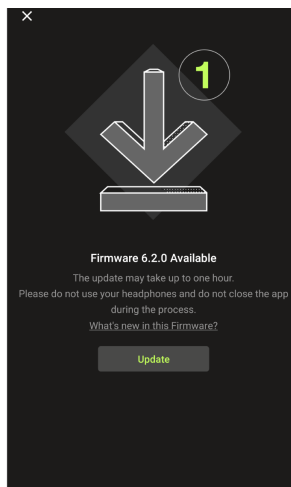 1
Firmware 6.2.0 Available
The update may take up to one hour.
Please do not use your headphones and do not close the app
during the process.
What's new in this Firmware?
Update